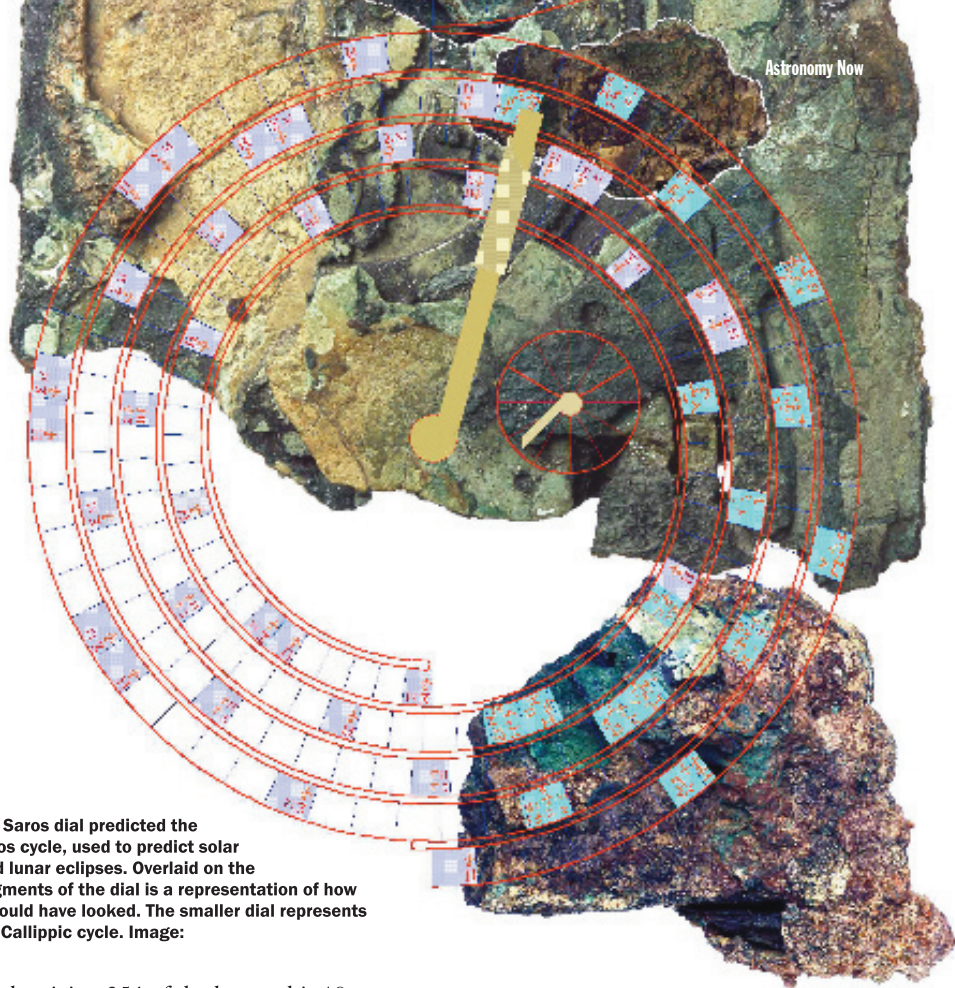 Astronomy Now
Saros dial predicted the
os cycle, used to predict solar
d lunar eclipses. Overlaid on the
gments of the dial is a representation of how
ould have looked. The smaller dial represents
Callippic cycle. Image: